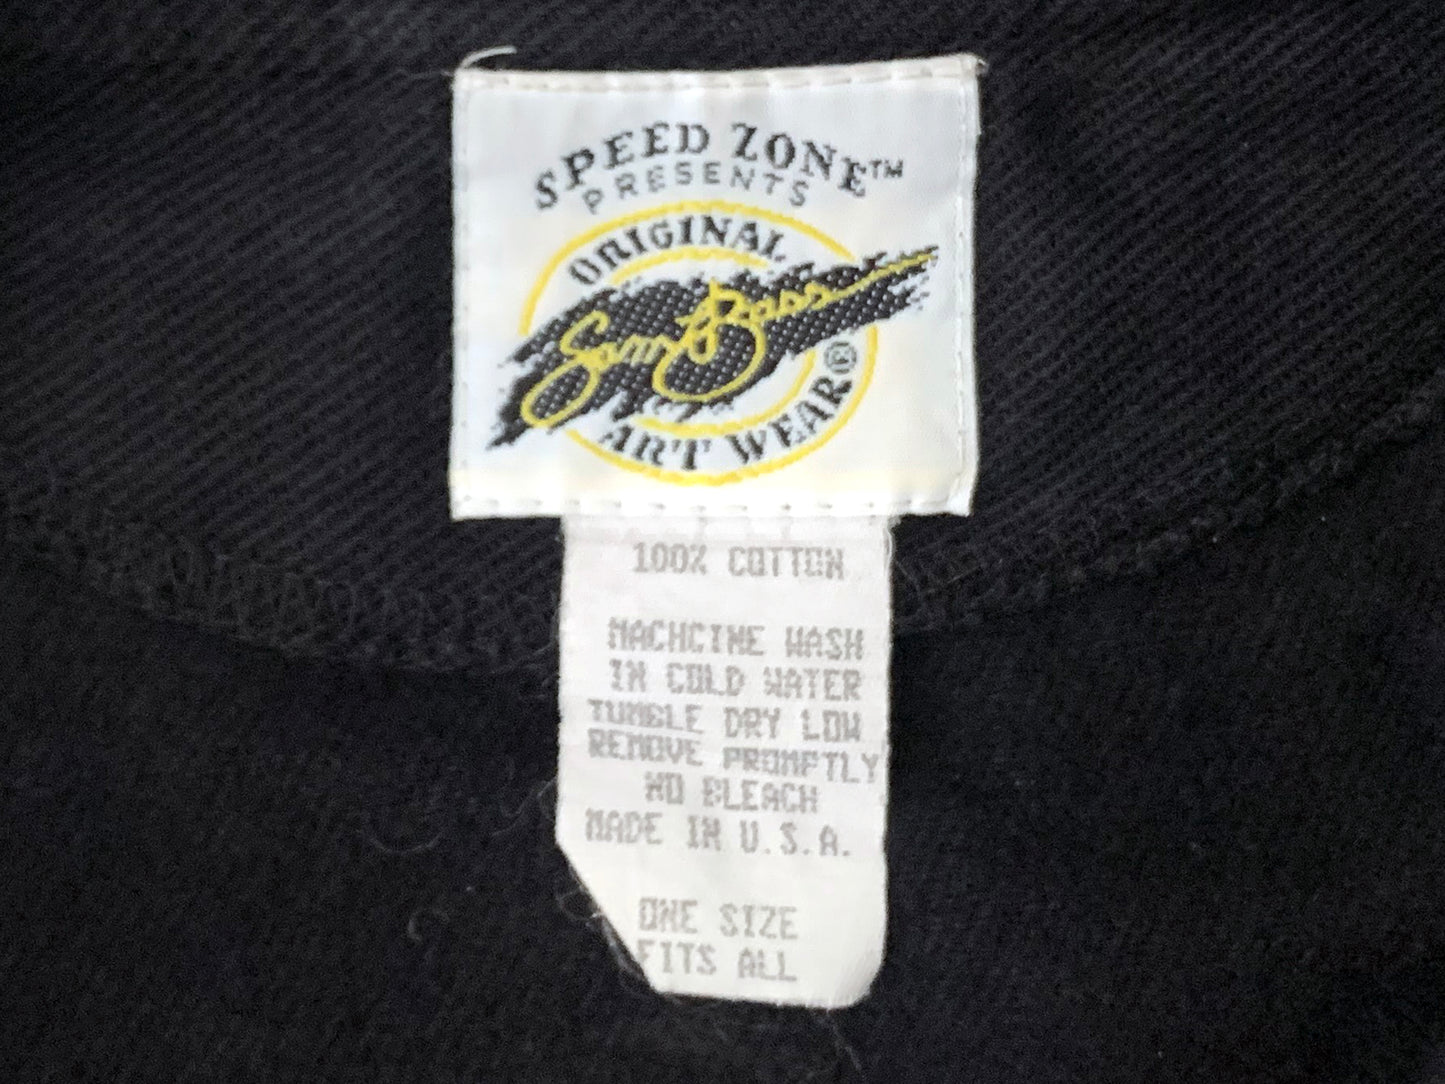 SPEED ZONE™
PRESENTS
ORIGINAL
Sam Bass
ART WEAR®
100% COTTON
MACHCINE WASH
IN COLD WATER
TUMBLE DRY LOW
REMOVE PROMPTLY
NO BLEACH
MADE IN U.S.A.
ONE SIZE
FITS ALL